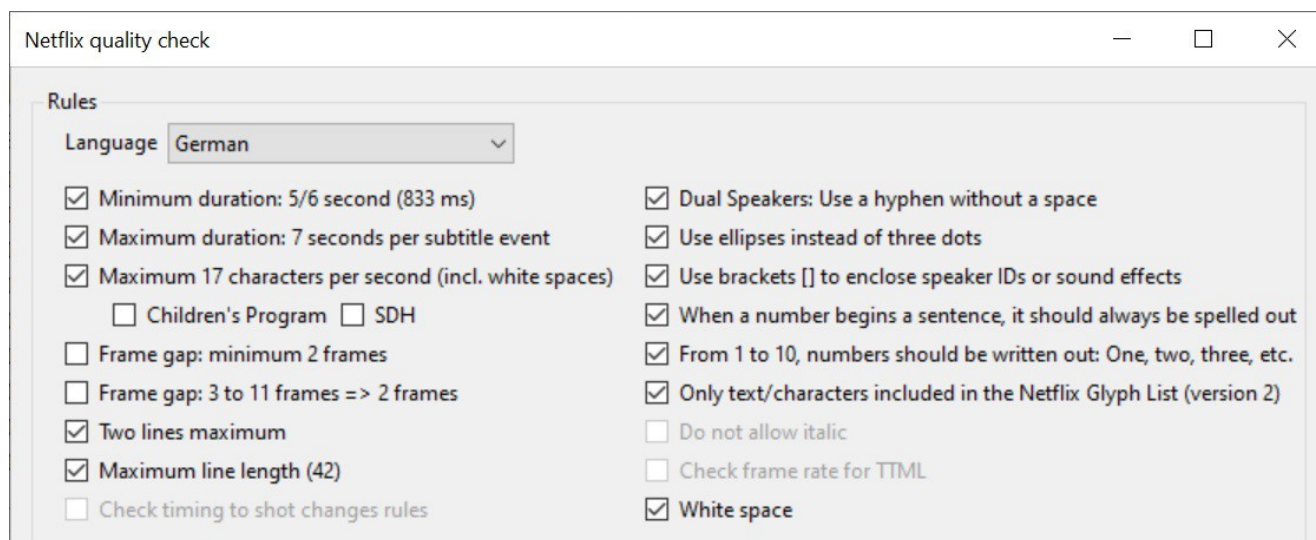 Netflix quality check
Rules
Language German
Minimum duration: 5/6 second (833 ms)
Maximum duration: 7 seconds per subtitle event
Maximum 17 characters per second (incl. white spaces)
Children's Program SDH
Frame gap: minimum 2 frames
Frame gap: 3 to 11 frames => 2 frames
Two lines maximum
Maximum line length (42)
Check timing to shot changes rules
Dual Speakers: Use a hyphen without a space
Use ellipses instead of three dots
Use brackets [] to enclose speaker IDs or sound effects
When a number begins a sentence, it should always be spelled out
From 1 to 10, numbers should be written out: One, two, three, etc.
Only text/characters included in the Netflix Glyph List (version 2)
Do not allow italic
Check frame rate for TTML
White space